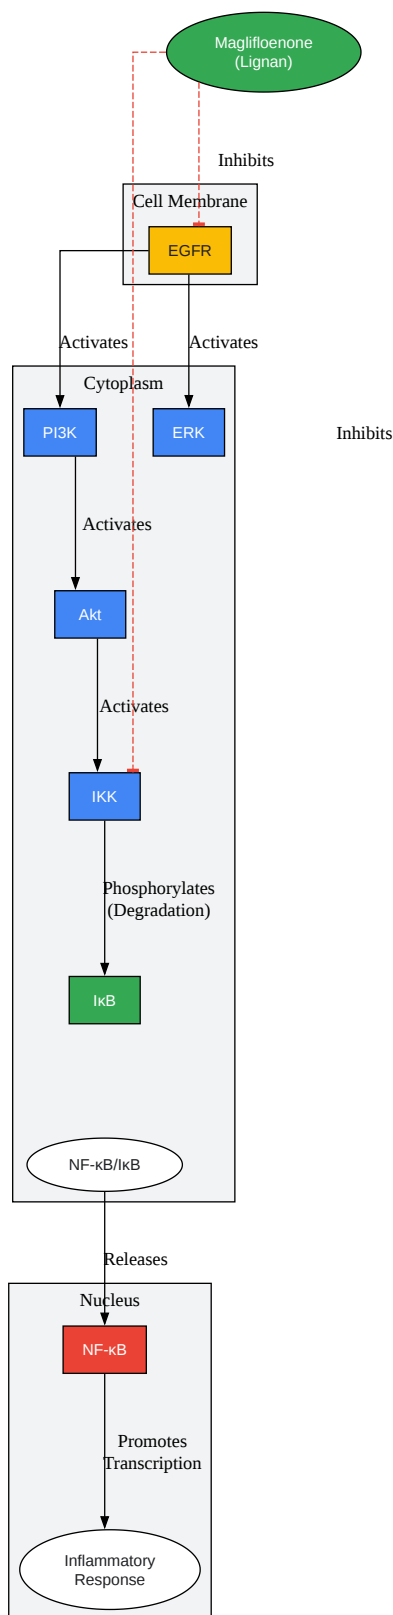 Maglifloenone
(Lignan)
Inhibits
Cell Membrane
EGFR
Activates
Activates
Cytoplasm
PI3K
ERK
Inhibits
Activates
Akt
Activates
IKK
Phosphorylates
(Degradation)
IκB
NF-κB/IκB
Releases
Nucleus
NF-κB
Promotes
Transcription
Inflammatory
Response